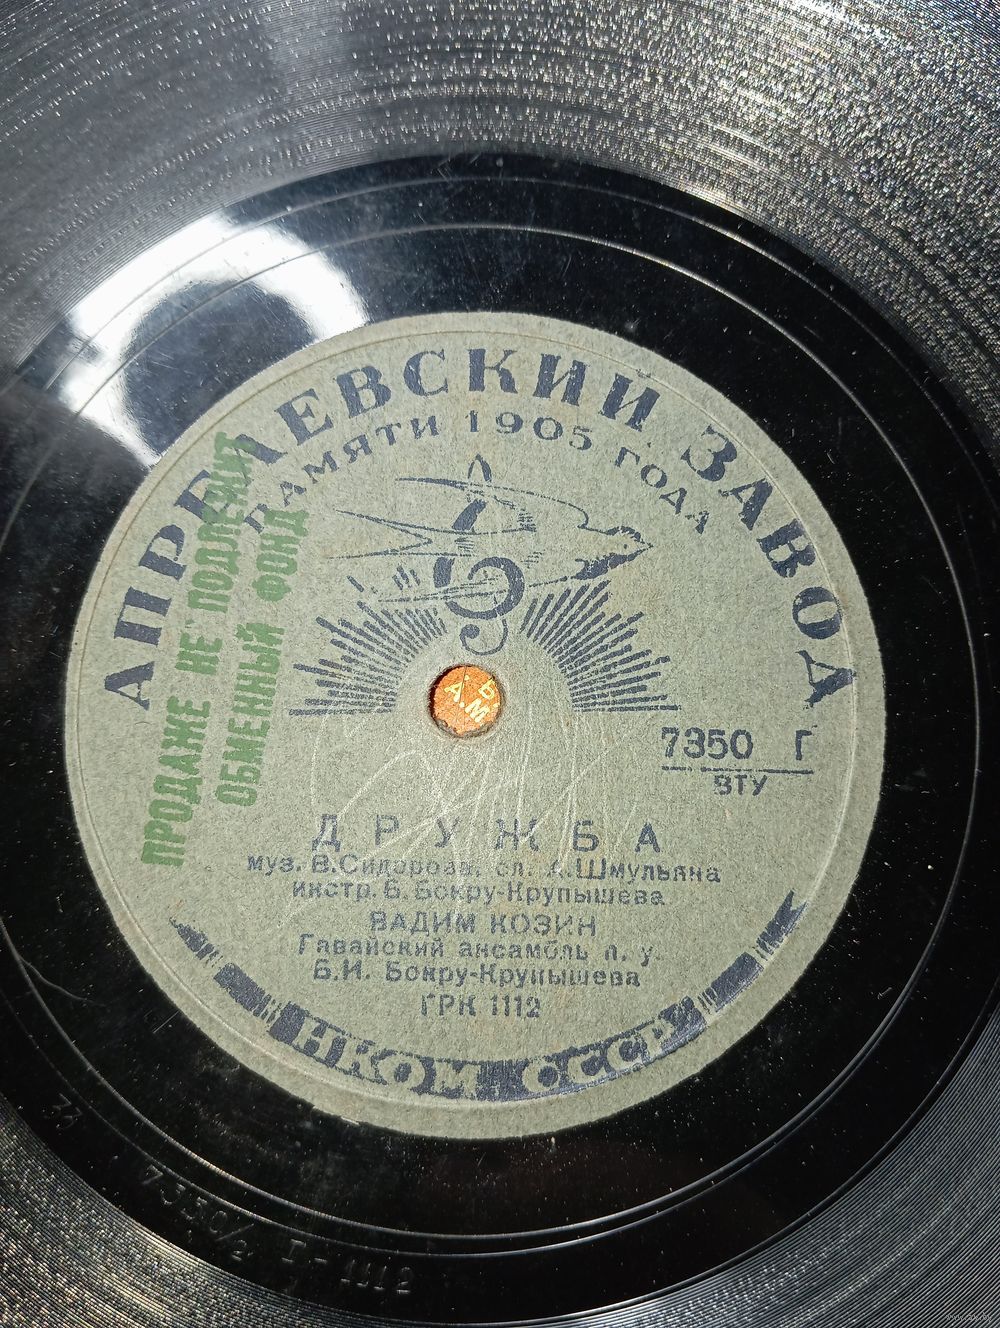 АПРЕЛЕВСКИЙ ЗАВОД
ПАМЯТИ 1905 ГОДА
ПРОДАЖЕ НЕ ПОДЛЕЖИТ
ОБМЕННЫЙ ФОНД
Б
А.М.
7350 Г
ВТУ
ДРУЖБА
муз. В.Сидорова, сл. А.Шмульяна
инстр. Б. Бокру-Крупышева
ВАДИМ КОЗИН
Гавайский ансамбль п. у.
Б.И. Бокру-Крупышева
ГРК 1112
НКОМ СССР
7350/2 Г-1112